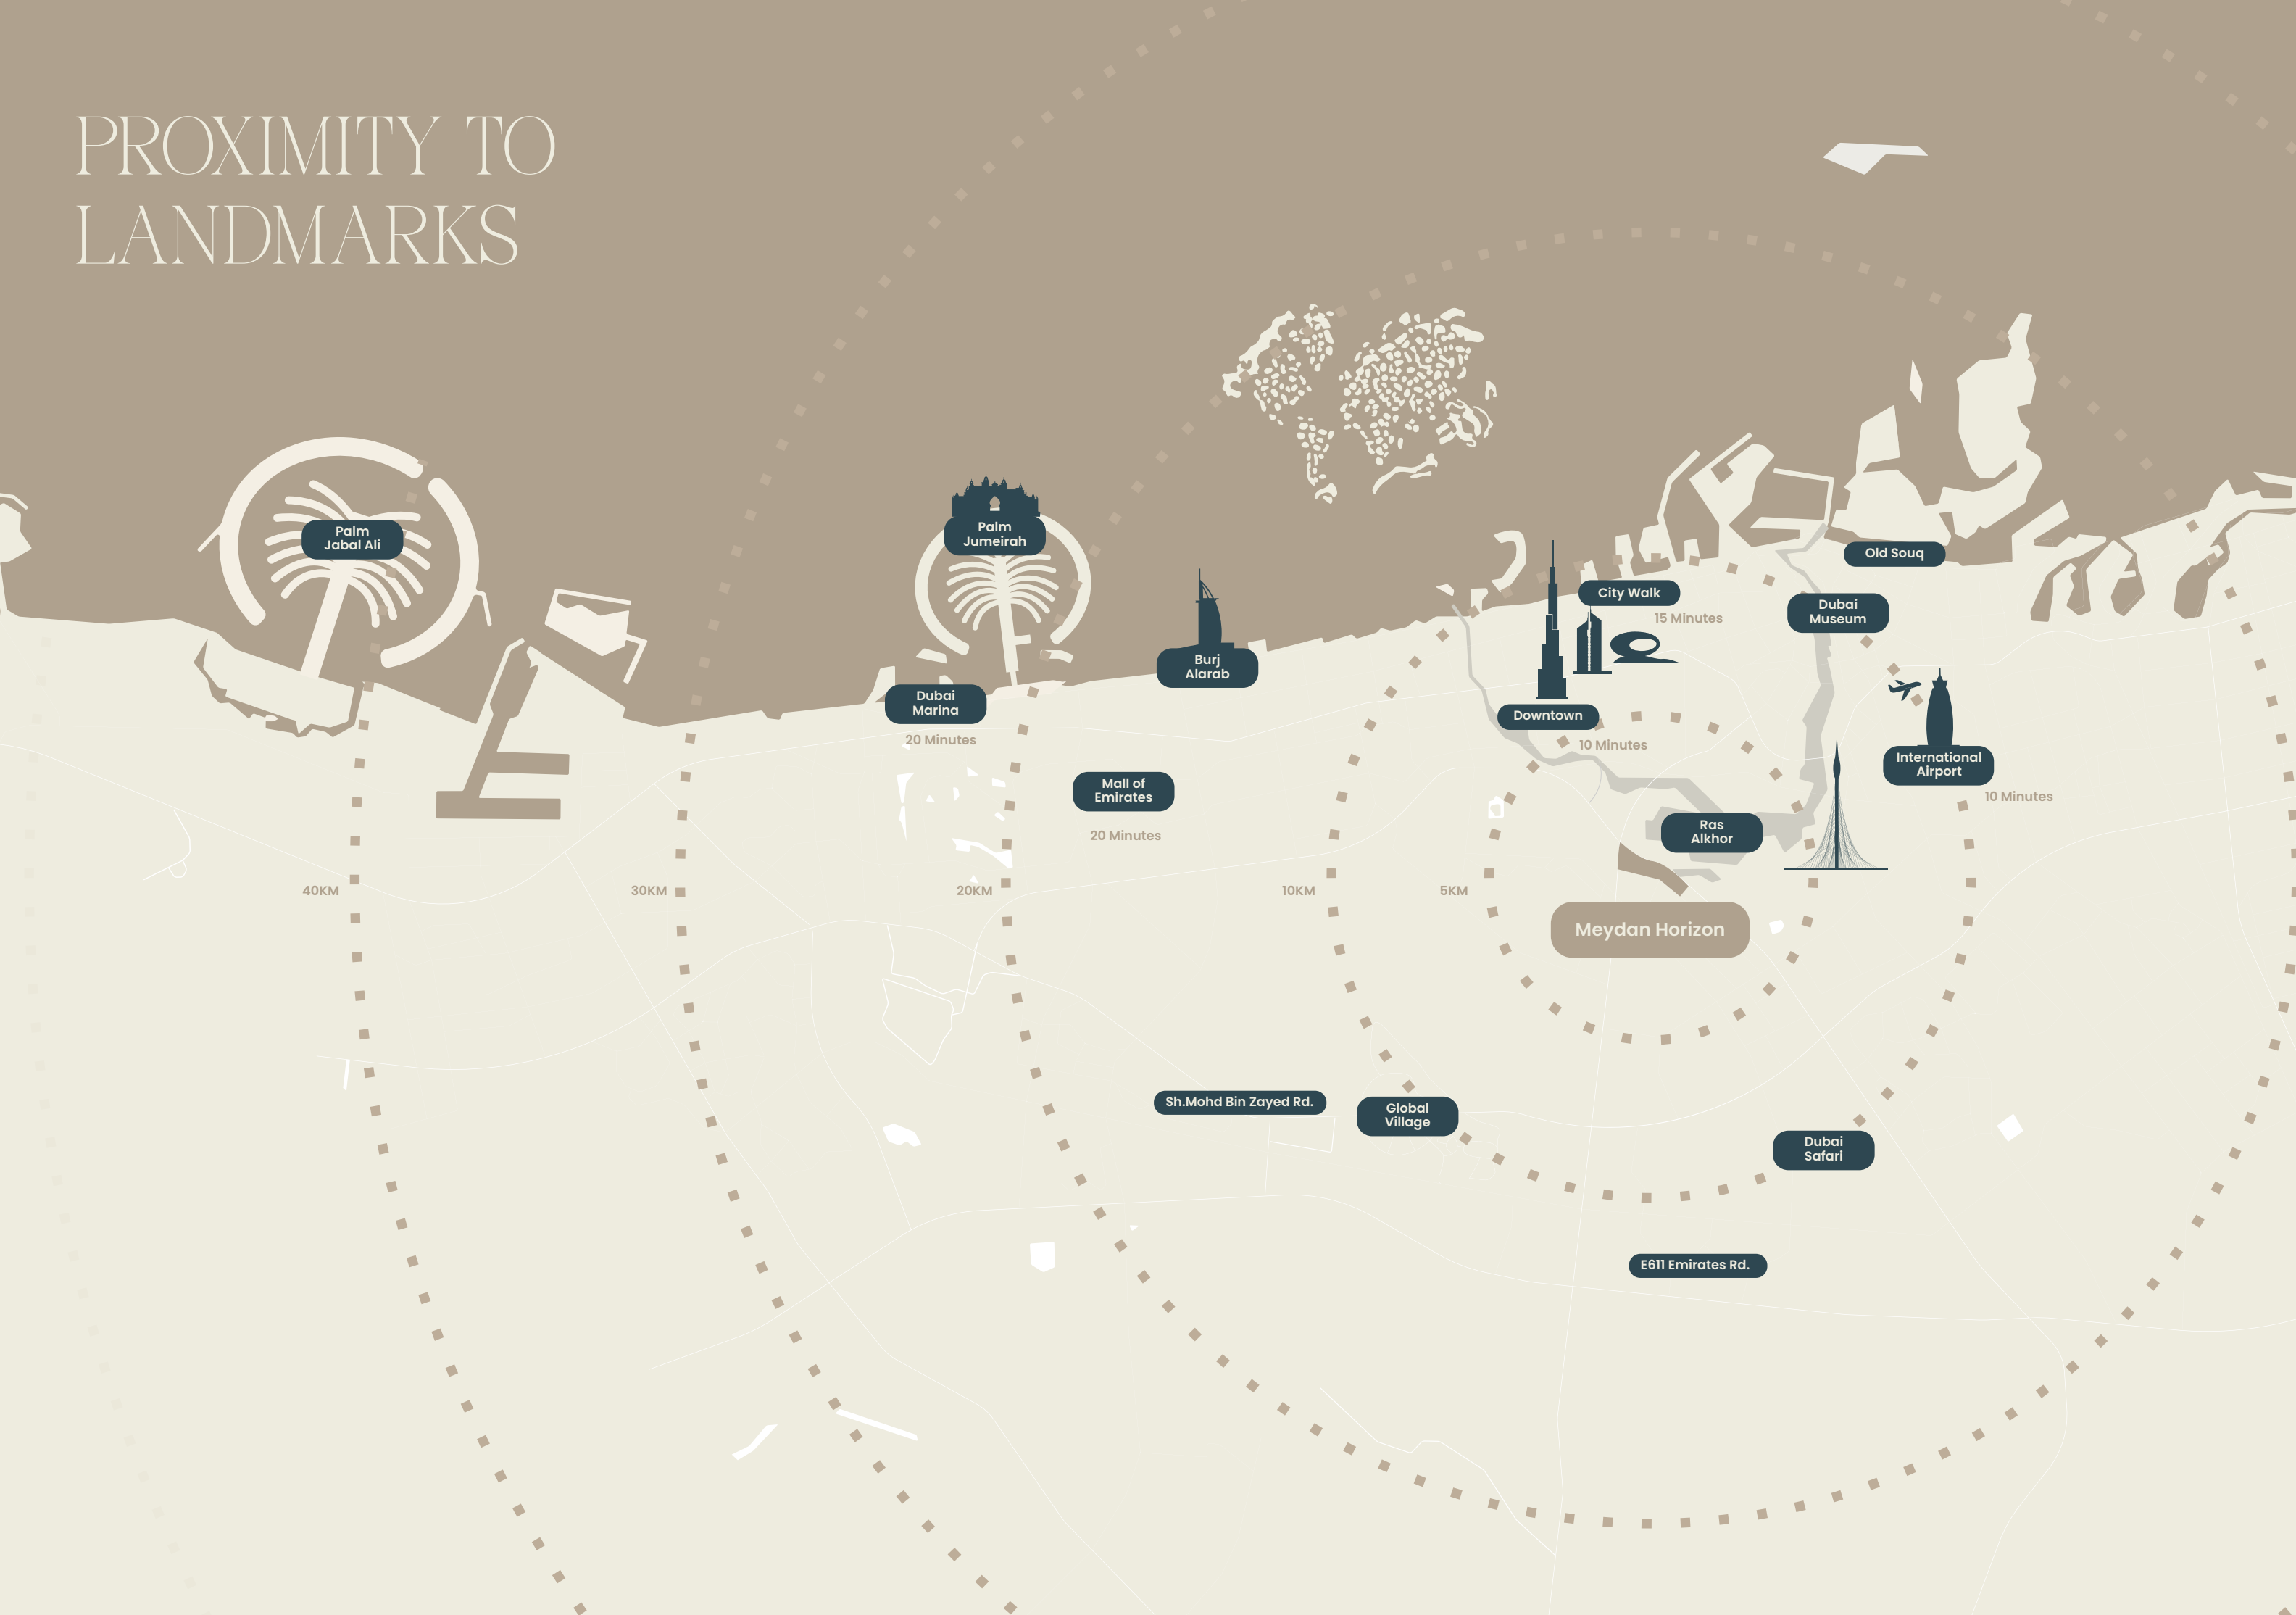 PROXIMITY TO
LANDMARKS
Palm
Jabal Ali
Palm
Jumeirah
Burj
Alarab
Dubai
Marina
20 Minutes
Mall of
Emirates
20 Minutes
City Walk
15 Minutes
Old Souq
Dubai
Museum
Downtown
10 Minutes
International
Airport
10 Minutes
Ras
Alkhor
40KM
30KM
20KM
10KM
5KM
Meydan Horizon
Sh.Mohd Bin Zayed Rd.
Global
Village
Dubai
Safari
E611 Emirates Rd.